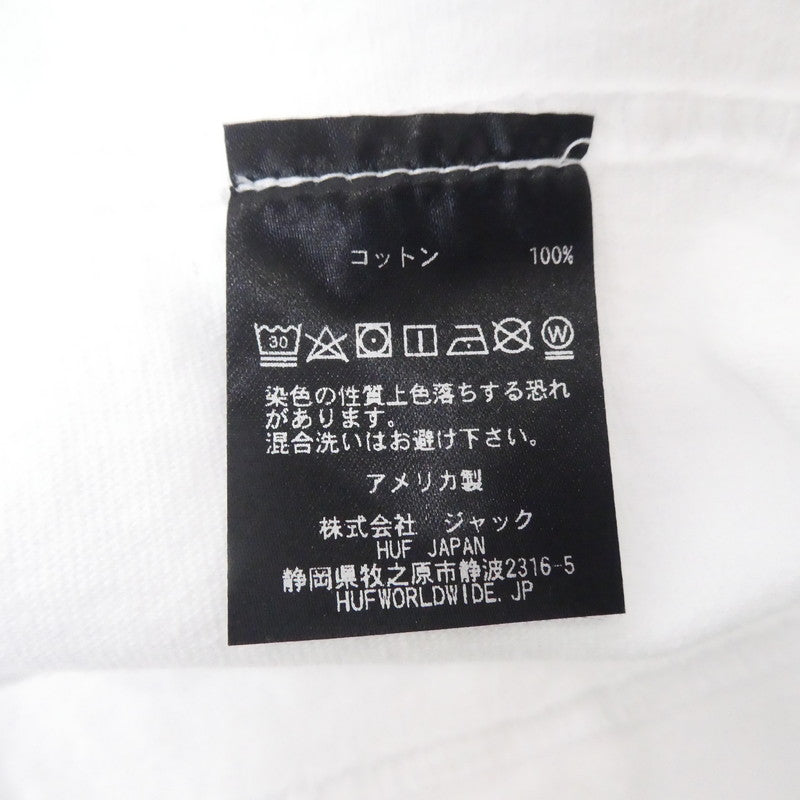 コットン 100%
30 W
染色の性質上色落ちする恐れ
があります。
混合洗いはお避け下さい。
アメリカ製
株式会社 ジャック
HUF JAPAN
静岡県牧之原市静波2316-5
HUFWORLDWIDE.JP